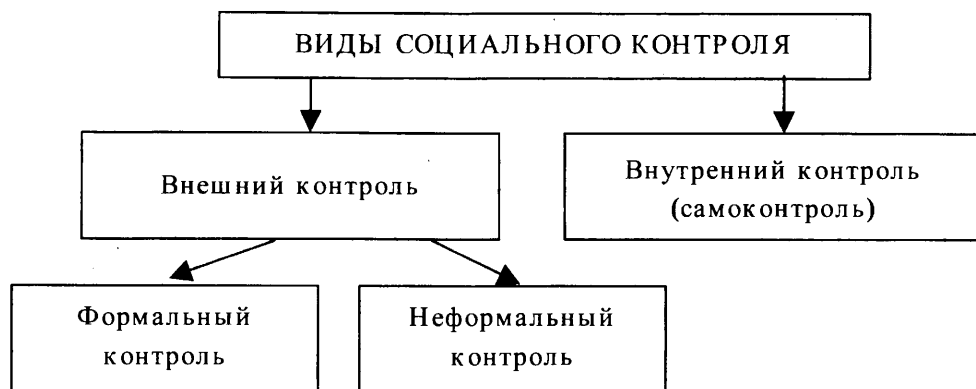 ВИДЫ СОЦИАЛЬНОГО КОНТРОЛЯ
Внешний контроль
Внутренний контроль
(самоконтроль)
Формальный
контроль
Неформальный
контроль